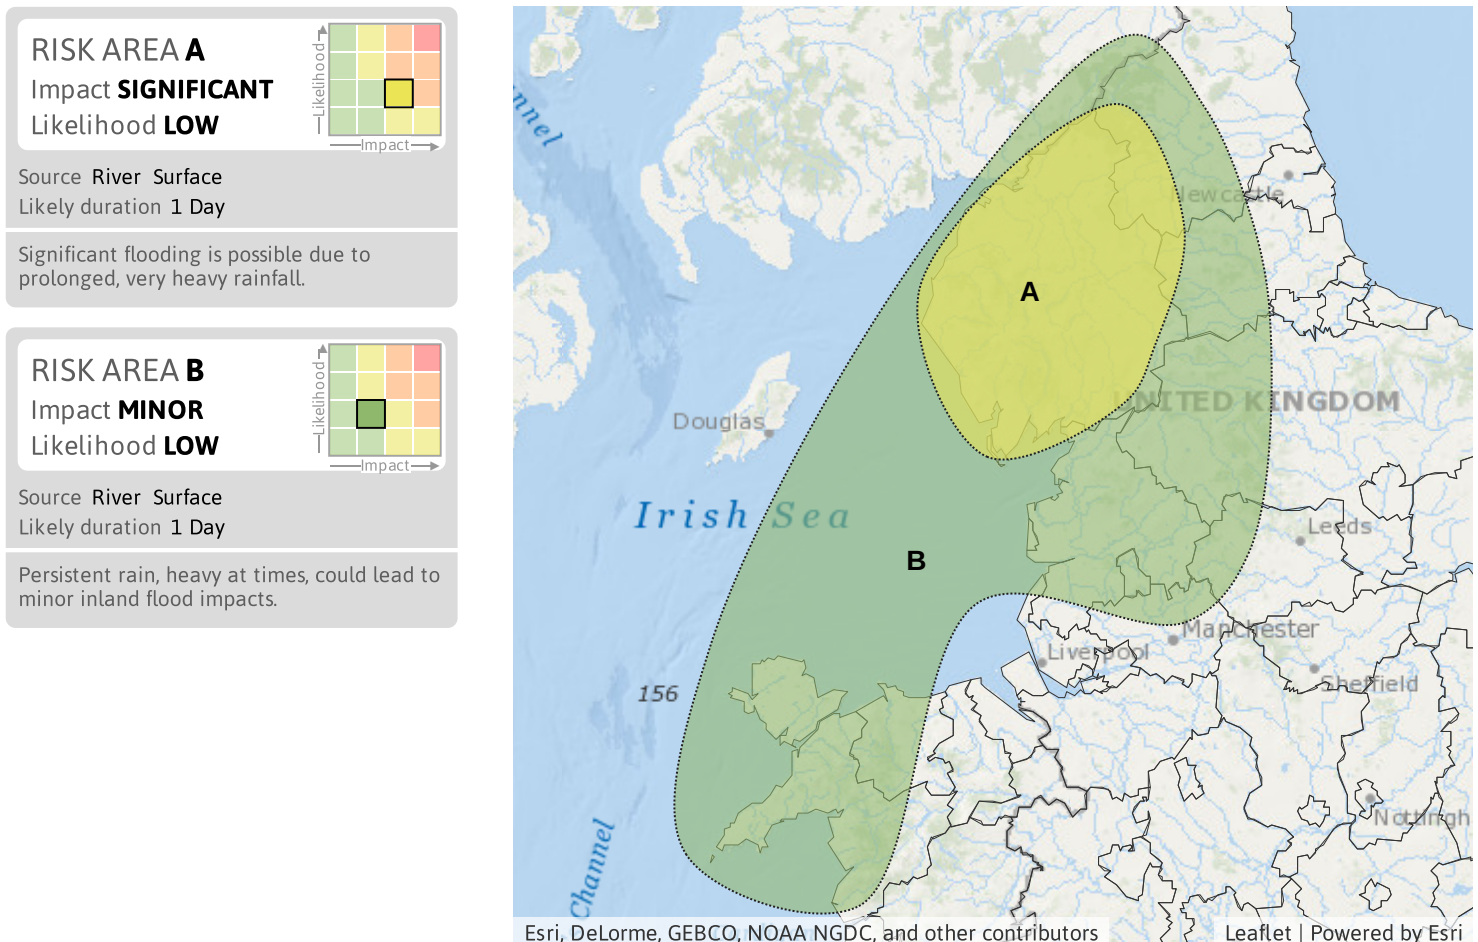 RISK AREA A
Impact SIGNIFICANT
Likelihood LOW
Likelihood
Impact
Source River Surface
Likely duration 1 Day
Significant flooding is possible due to
prolonged, very heavy rainfall.
RISK AREA B
Impact MINOR
Likelihood LOW
Likelihood
Impact
Source River Surface
Likely duration 1 Day
Persistent rain, heavy at times, could lead to
minor inland flood impacts.
nnel
Newcastle
A
UNITED KINGDOM
Douglas
Irish Sea
Leeds
B
Manchester
Liverpool
Sheffield
156
Nottingh
Channel
Esri, DeLorme, GEBCO, NOAA NGDC, and other contributors
Leaflet | Powered by Esri